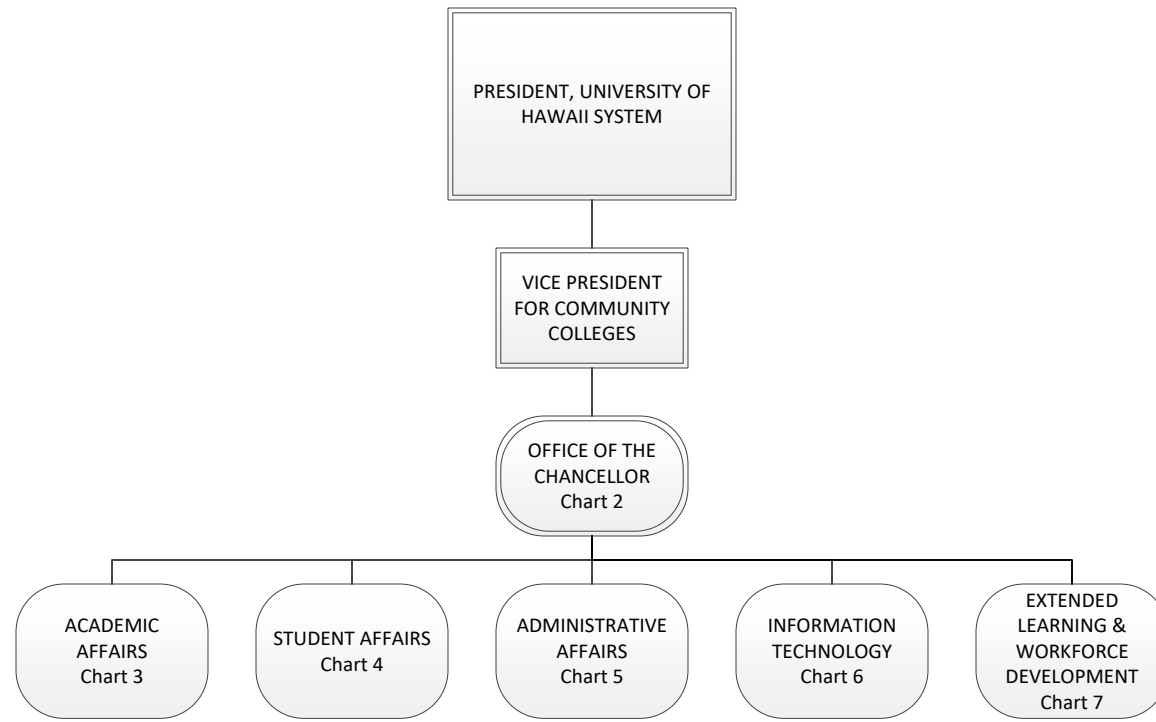 PRESIDENT, UNIVERSITY OF
HAWAII SYSTEM
VICE PRESIDENT
FOR COMMUNITY
COLLEGES
OFFICE OF THE
CHANCELLOR
Chart 2
ACADEMIC
AFFAIRS
Chart 3
STUDENT AFFAIRS
Chart 4
ADMINISTRATIVE
AFFAIRS
Chart 5
INFORMATION
TECHNOLOGY
Chart 6
EXTENDED
LEARNING &
WORKFORCE
DEVELOPMENT
Chart 7